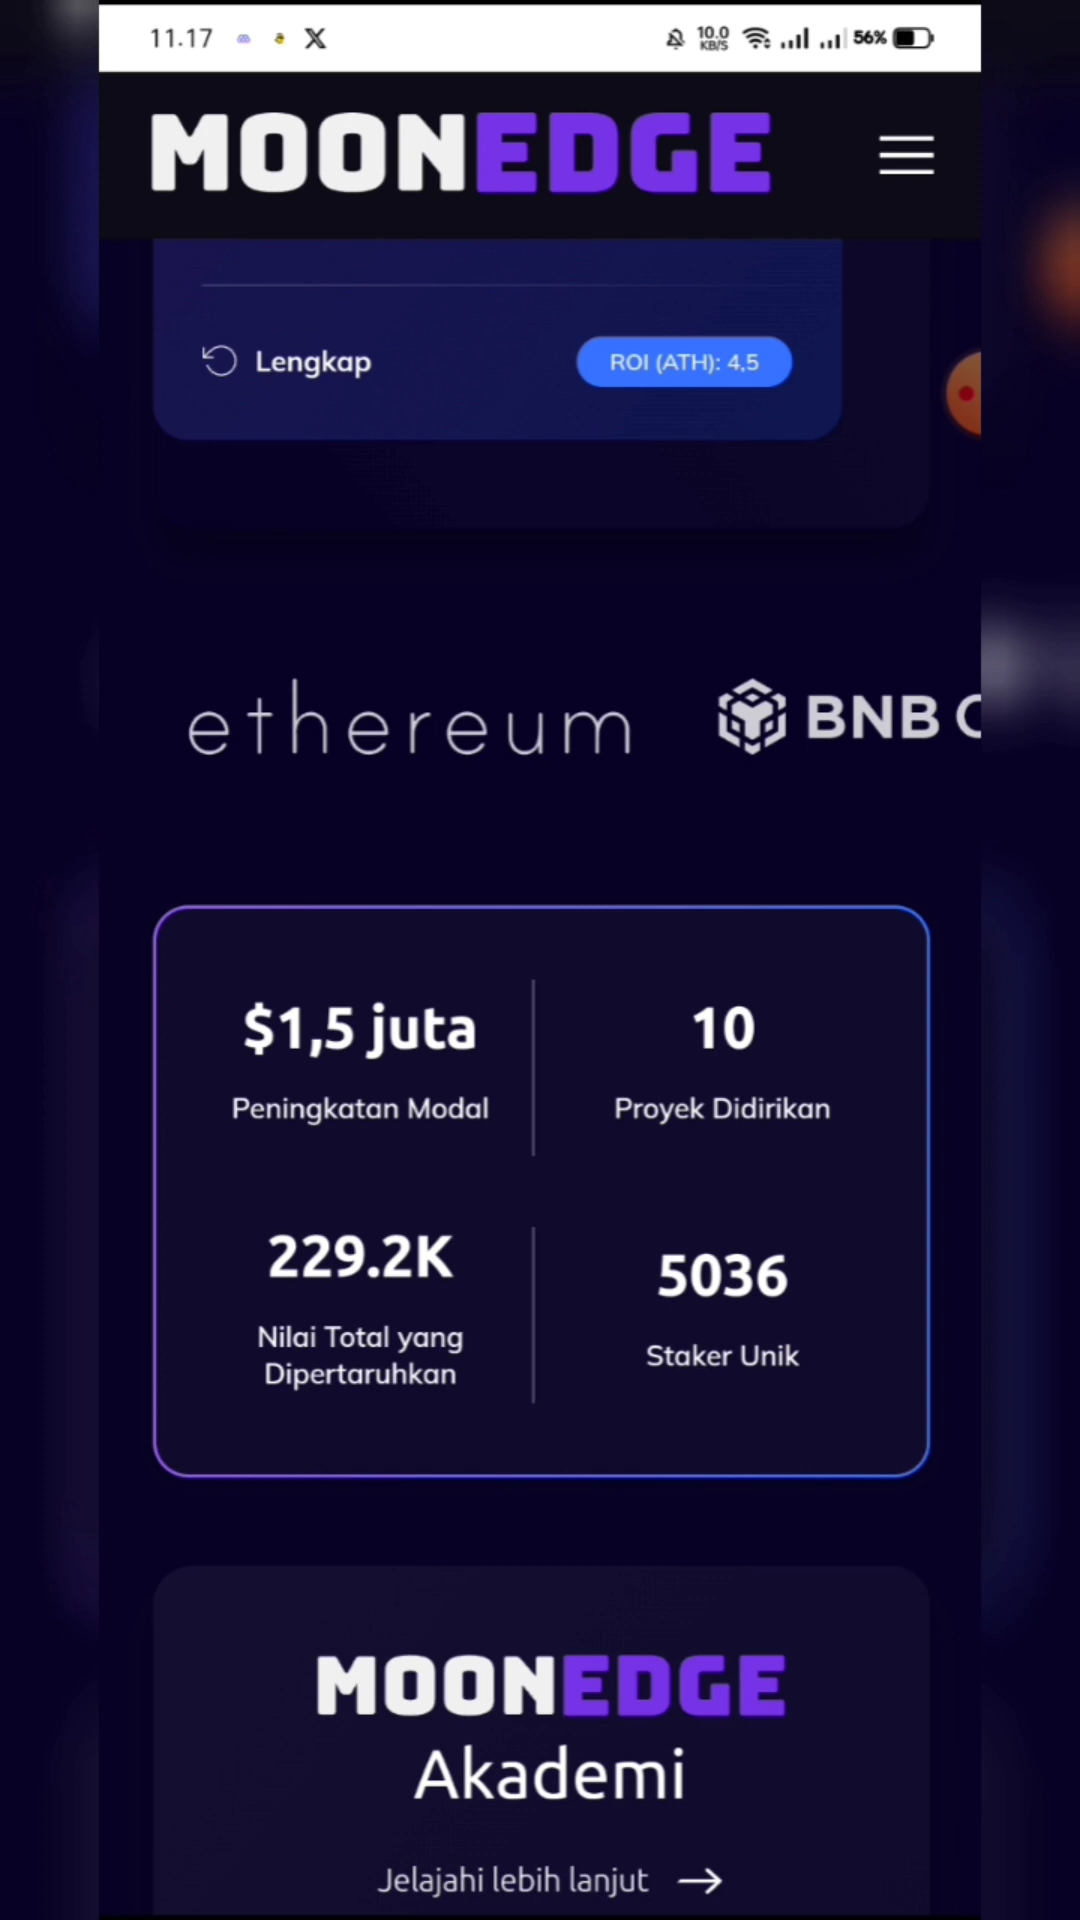 11.17 X 10.0 KB/S 56%
MOONEDGE
Lengkap ROI (ATH): 4,5
ethereum BNB C
$1,5 juta 10
Peningkatan Modal Proyek Didirikan
229.2K 5036
Nilai Total yang
Dipertaruhkan
Staker Unik
MOONEDGE
Akademi
Jelajahi lebih lanjut →